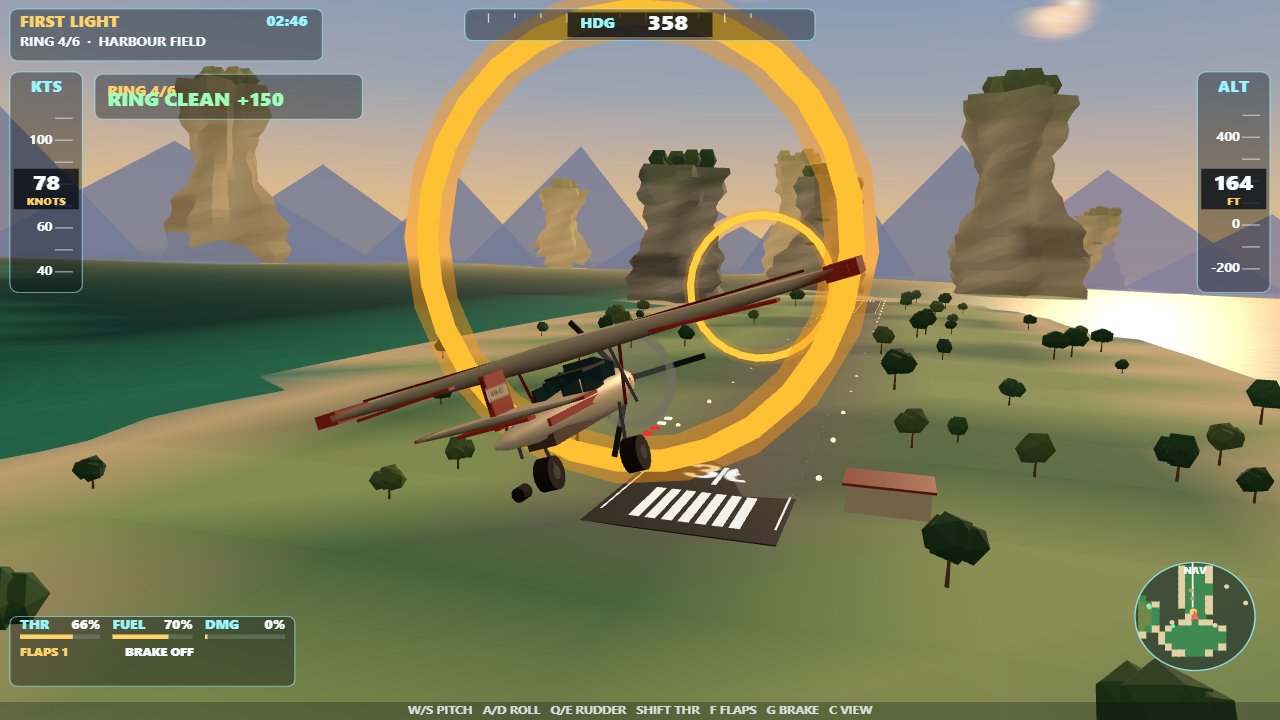 FIRST LIGHT 02:46
RING 4/6 · HARBOUR FIELD
HDG 358
KTS
100
78
KNOTS
60
40
RING 4/6
RING CLEAN +150
ALT
400
164
FT
0
-200
NAV
THR 66% FUEL 70% DMG 0%
FLAPS 1 BRAKE OFF
W/S PITCH A/D ROLL Q/E RUDDER SHIFT THR F FLAPS G BRAKE C VIEW